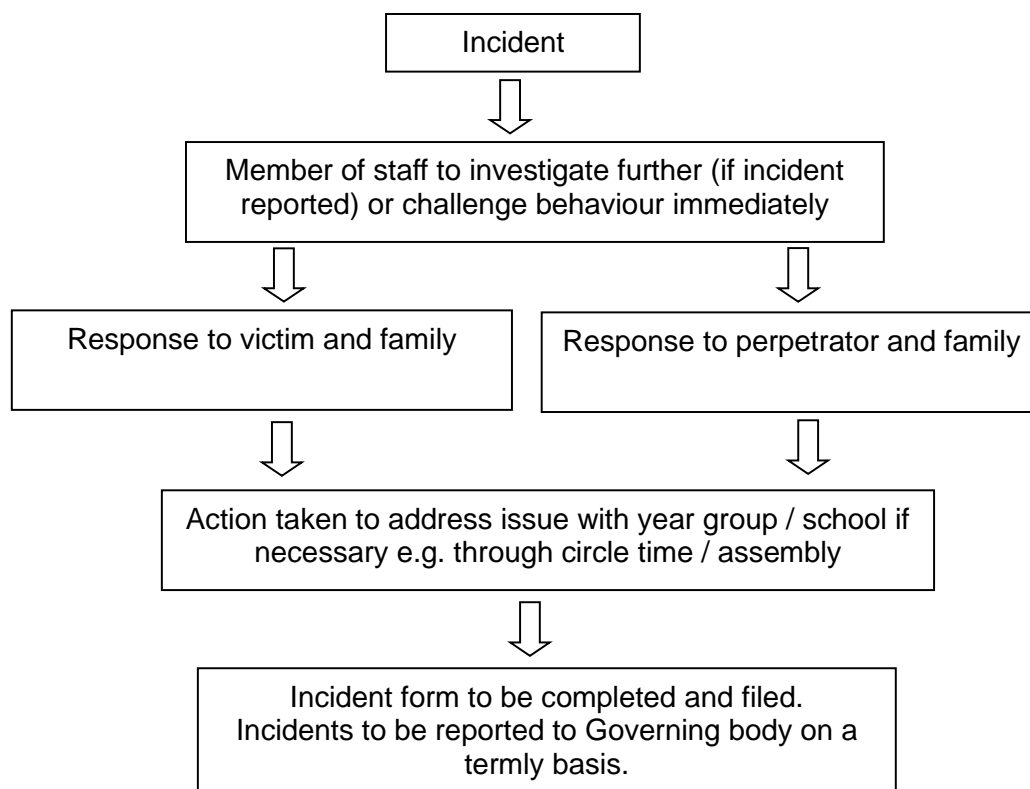 Incident
Member of staff to investigate further (if incident
reported) or challenge behaviour immediately
Response to victim and family
Response to perpetrator and family
Action taken to address issue with year group / school if
necessary e.g. through circle time / assembly
Incident form to be completed and filed.
Incidents to be reported to Governing body on a
termly basis.